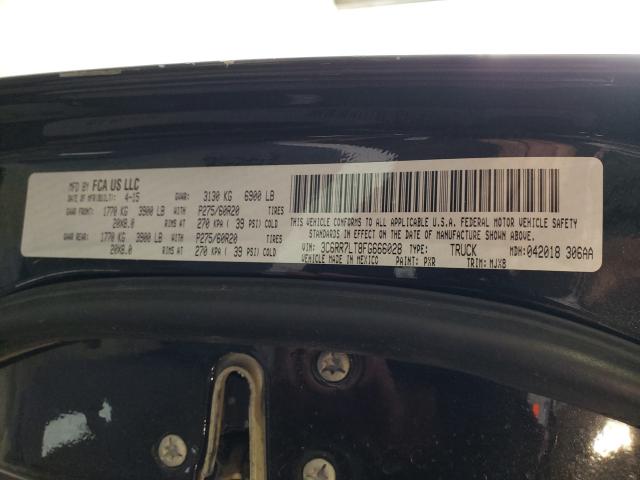 MFD BY FCA US LLC
DATE OF MFR(BUILT): 4-15 GVWR: 3130 KG 6900 LB
GAWR FRONT: 1770 KG 3900 LB WITH P275/60R20 TIRES
20X8.0 RIMS AT 270 KPA ( 39 PSI) COLD
GAWR REAR: 1770 KG 3900 LB WITH P275/60R20 TIRES
20X8.0 RIMS AT 270 KPA ( 39 PSI) COLD
THIS VEHICLE CONFORMS TO ALL APPLICABLE U.S.A. FEDERAL MOTOR VEHICLE SAFETY
STANDARDS IN EFFECT ON THE DATE OF MANUFACTURE SHOWN ABOVE.
VIN: 3C6RR7LT8FG666028 TYPE: TRUCK MDH: 042018 306AA
VEHICLE MADE IN MEXICO PAINT: PXR TRIM: MJXB